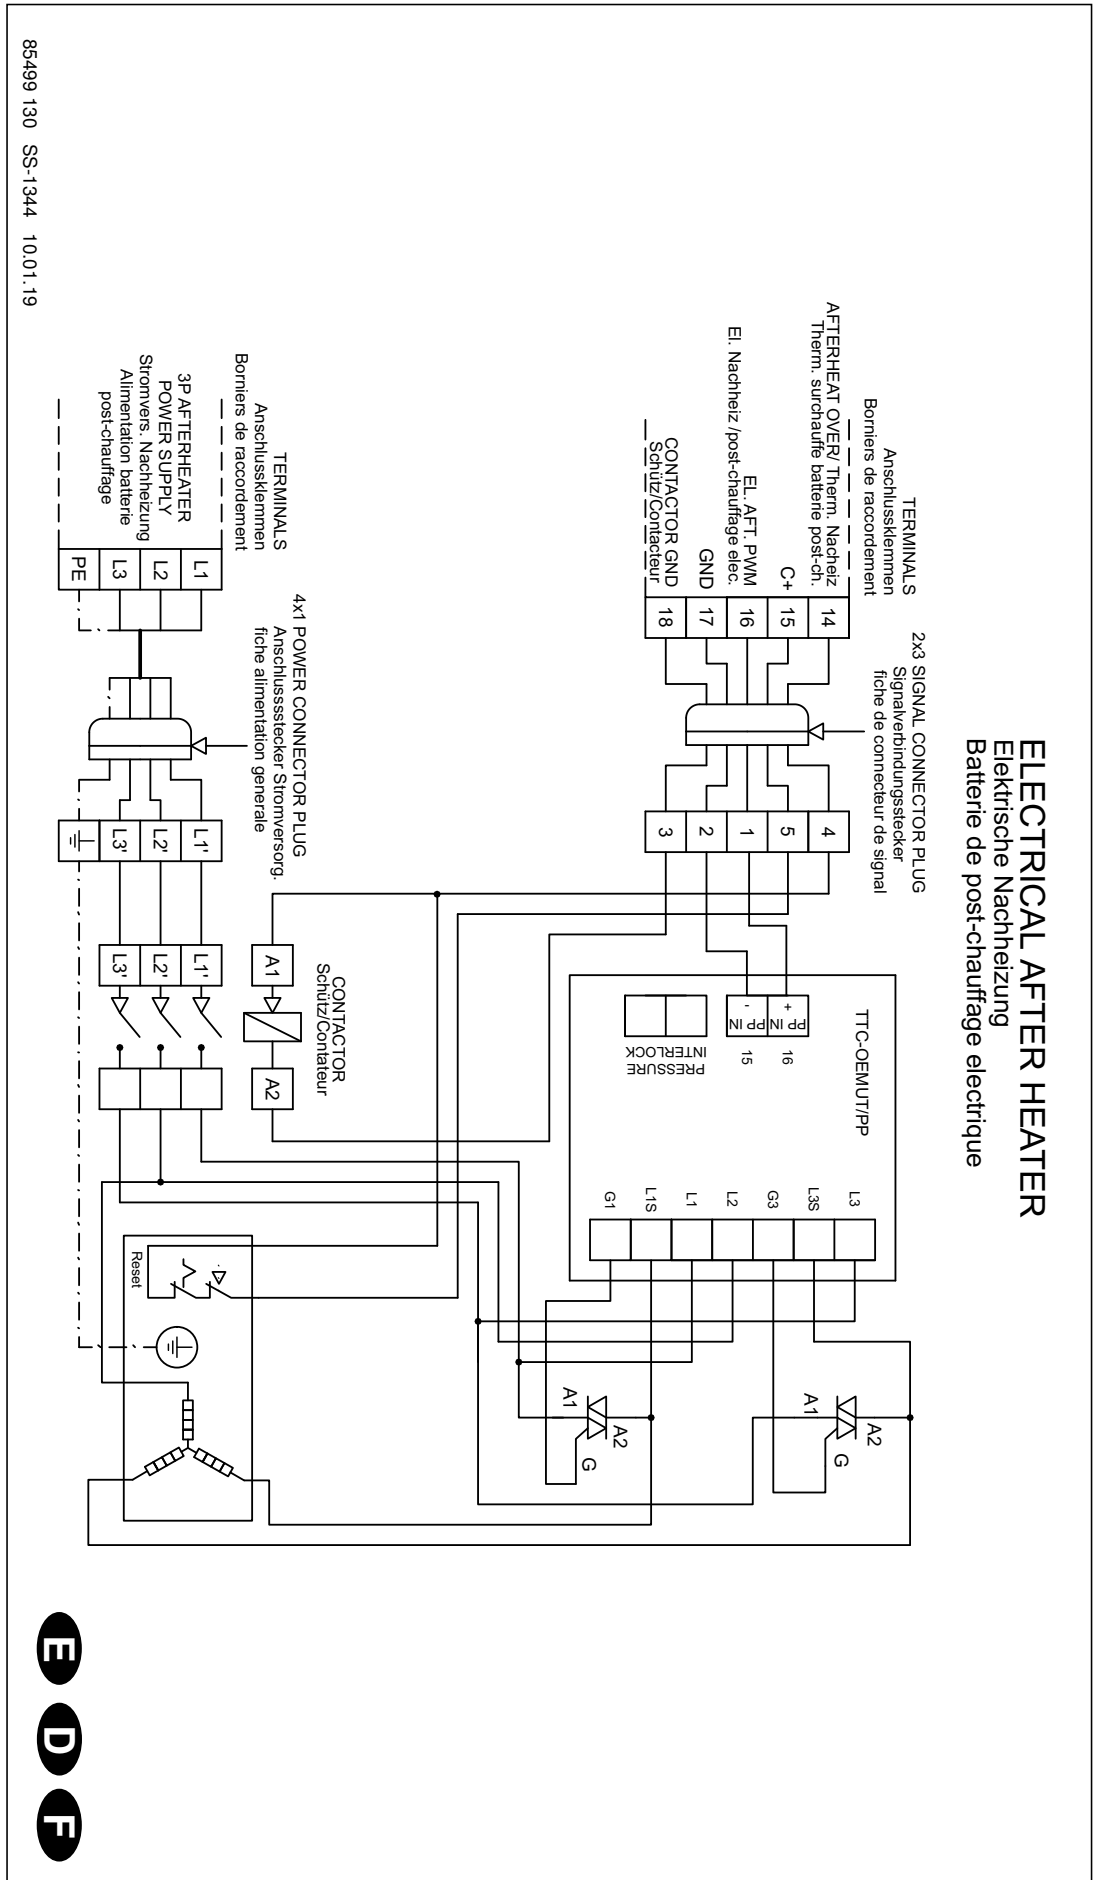 ELECTRICAL AFTER HEATER
Elektrische Nachheizung
Batterie de post-chauffage electrique
TERMINALS
Anschlussklemmen
Borniers de raccordement
2x3 SIGNAL CONNECTOR PLUG
Signalverbindungsstecker
fiche de connecteur de signal
AFTERHEAT OVER/ Therm. Nacheiz
Therm. surchauffe batterie post-ch.
C+
EL. AFT. PWM
El. Nachheiz /post-chauffage elec.
GND
CONTACTOR GND
Schütz/Contacteur
14
15
16
17
18
4
5
1
2
3
TTC-OEMUT/PP
+
PP IN
-
PP IN
16
15
PRESSURE
INTERLOCK
L3
L3S
G3
L2
L1
L1S
G1
A1
A2
G
A1
A2
G
TERMINALS
Anschlussklemmen
Borniers de raccordement
3P AFTERHEATER
POWER SUPPLY
Stromvers. Nachheizung
Alimentation batterie
post-chauffage
L1
L2
L3
PE
4x1 POWER CONNECTOR PLUG
Anschlussstecker Stromversorg.
fiche alimentation generale
L1'
L2'
L3'
CONTACTOR
Schütz/Contateur
A1
A2
L1'
L2'
L3'
Reset
85499 130 SS-1344 10.01.19
E D F